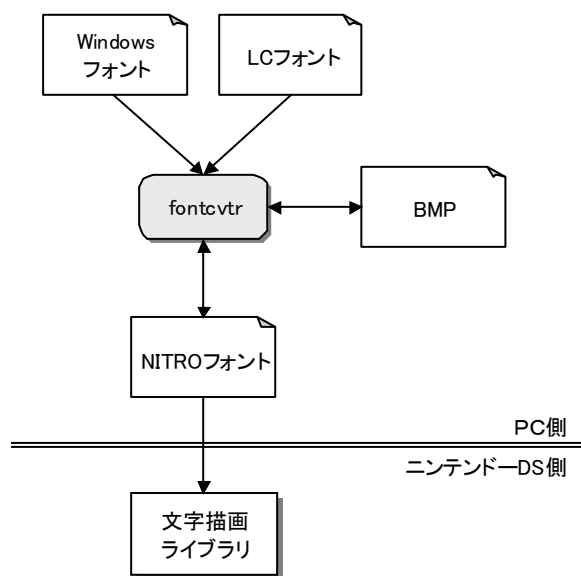 Windows
フォント
LCフォント
fontcvtr
BMP
NITROフォント
PC側
ニンテンドーDS側
文字描画
ライブラリ